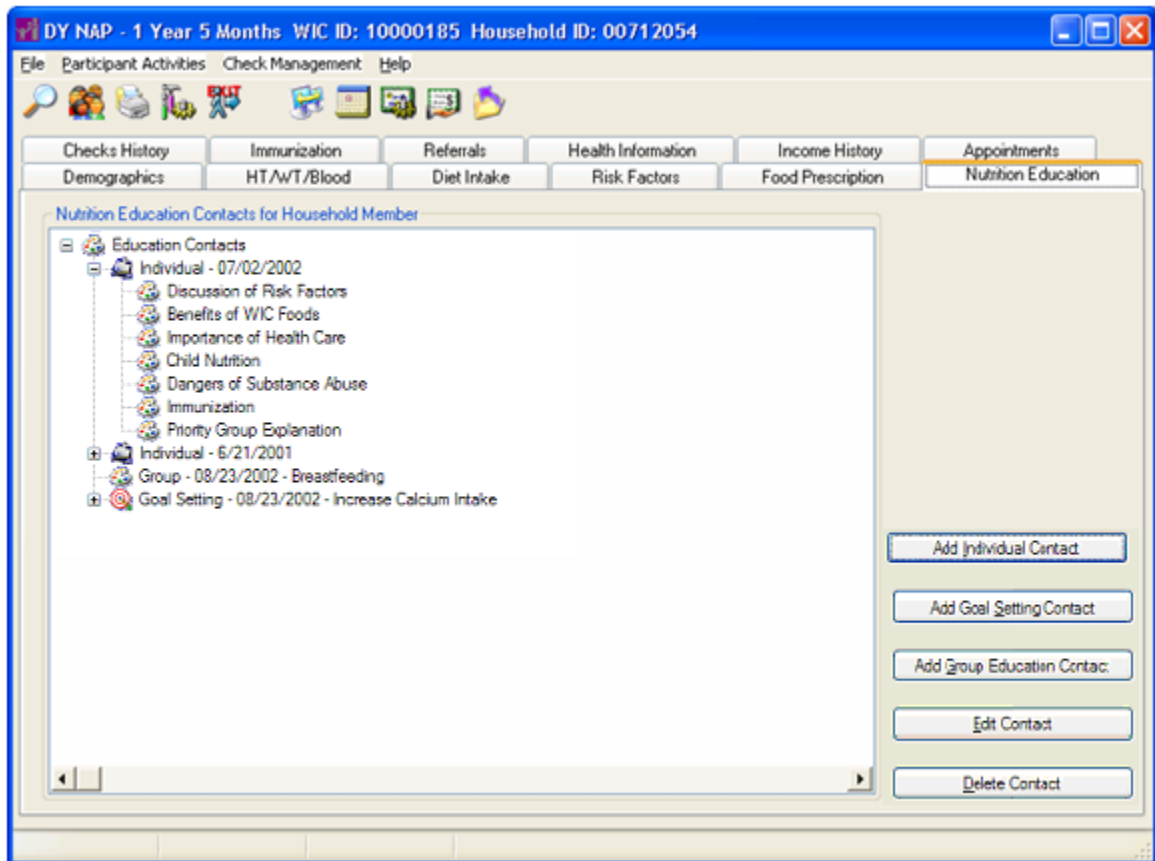 DY NAP - 1 Year 5 Months WIC ID: 10000185 Household ID: 00712054
File Participant Activities Check Management Help
EXIT
Checks History Immunization Referrals Health Information Income History Appointments
Demographics HT/WT/Blood Diet Intake Risk Factors Food Prescription Nutrition Education
Nutrition Education Contacts for Household Member
Education Contacts
Individual - 07/02/2002
Discussion of Risk Factors
Benefits of WIC Foods
Importance of Health Care
Child Nutrition
Dangers of Substance Abuse
Immunization
Priority Group Explanation
Individual - 6/21/2001
Group - 08/23/2002 - Breastfeeding
Goal Setting - 08/23/2002 - Increase Calcium Intake
Add Individual Contact
Add Goal Setting Contact
Add Group Education Contact
Edit Contact
Delete Contact